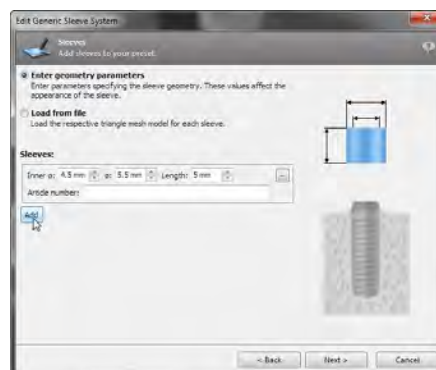 Edit Generic Sleeve System
Sleeves
Add sleeves to your preset.
Enter geometry parameters
Enter parameters specifying the sleeve geometry. These values affect the
appearance of the sleeve.
Load from file
Load the respective triangle mesh model for each sleeve.
Sleeves:
Inner ø: 4.5 mm ø: 5.5 mm Length: 5 mm
Article number:
Add
< Back Next > Cancel